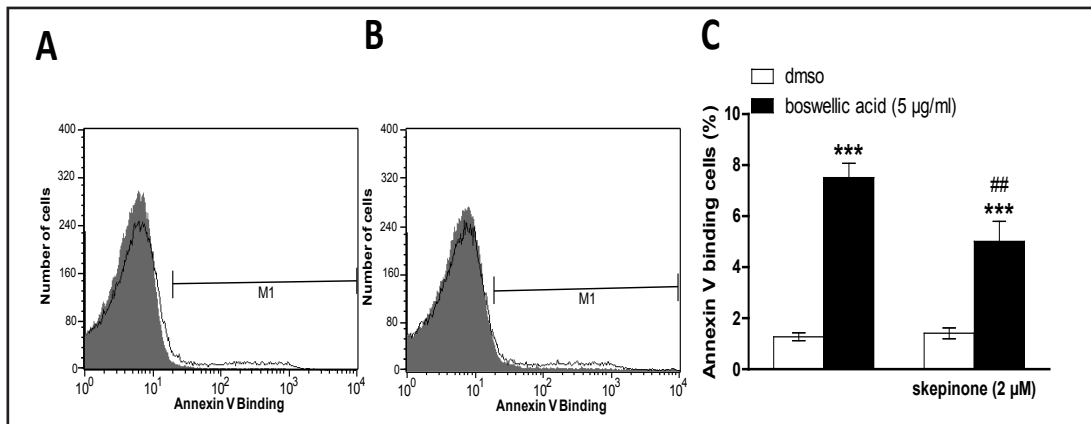 A
B
C
dmso
boswellic acid (5 µg/ml)
Number of cells
400
320
240
160
80
0
M1
10⁰
10¹
10²
10³
10⁴
Annexin V Binding
Number of cells
400
320
240
160
80
0
M1
10⁰
10¹
10²
10³
10⁴
Annexin V Binding
Annexin V binding cells (%)
10
8
6
4
2
0
***
##
***
skepinone (2 µM)